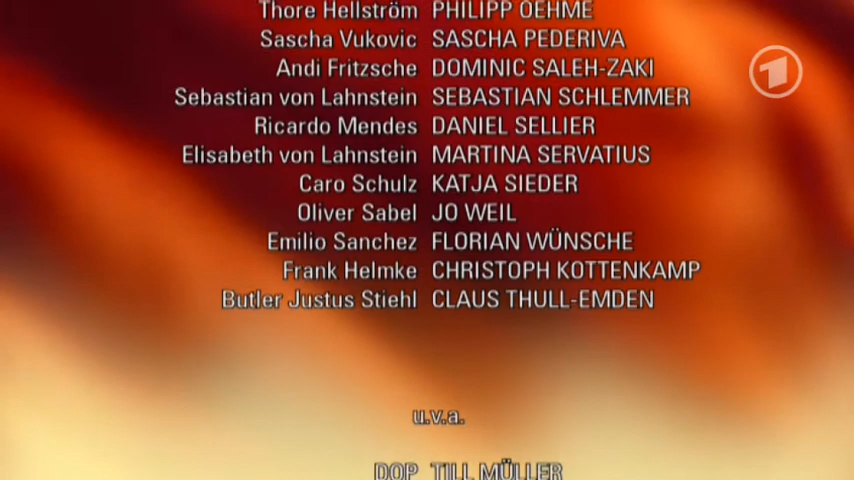 Thore Hellström PHILIPP OEHME
Sascha Vukovic SASCHA PEDERIVA
Andi Fritzsche DOMINIC SALEH-ZAKI
Sebastian von Lahnstein SEBASTIAN SCHLEMMER
Ricardo Mendes DANIEL SELLIER
Elisabeth von Lahnstein MARTINA SERVATIUS
Caro Schulz KATJA SIEDER
Oliver Sabel JO WEIL
Emilio Sanchez FLORIAN WÜNSCHE
Frank Helmke CHRISTOPH KOTTENKAMP
Butler Justus Stiehl CLAUS THULL-EMDEN
u.v.a.
DOP TILL MÜLLER
1